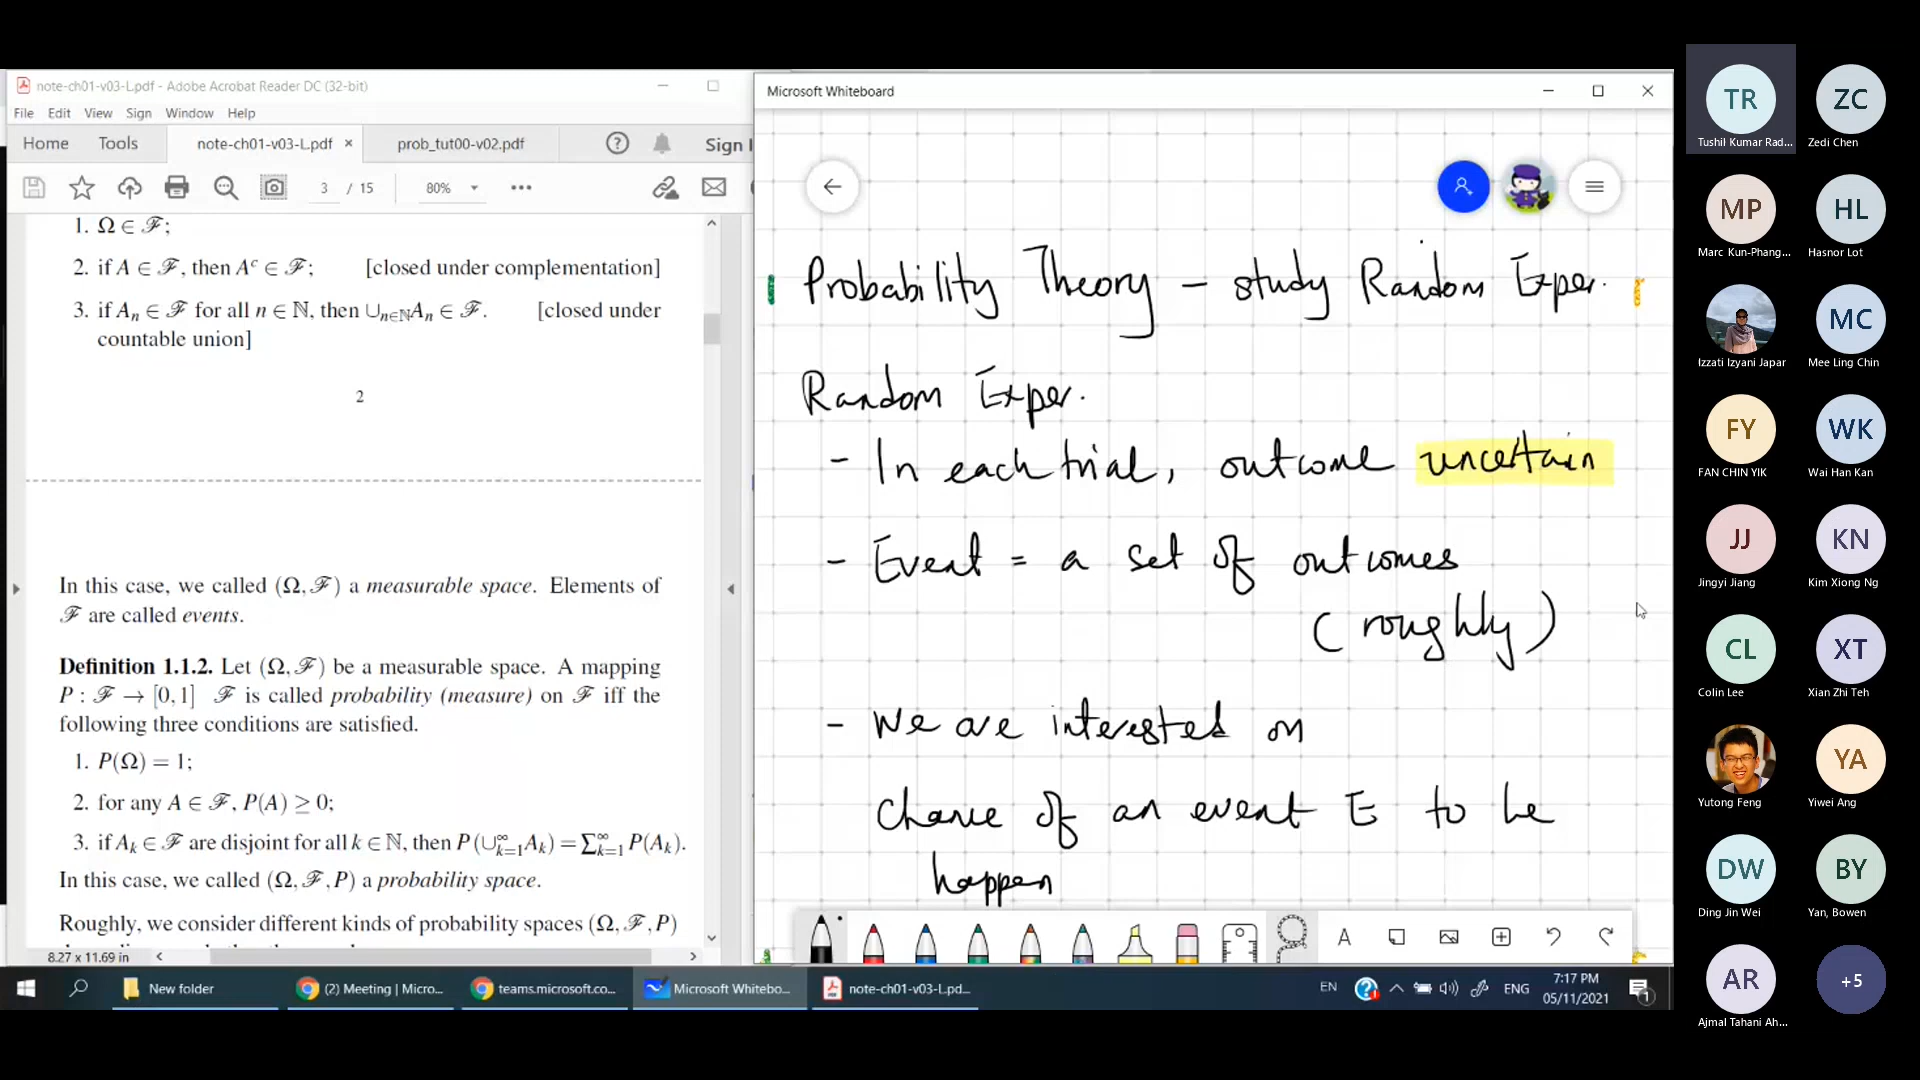 note-ch01-v03-L.pdf - Adobe Acrobat Reader DC (32-bit)
File Edit View Sign Window Help
Home Tools note-ch01-v03-L.pdf × prob_tut00-v02.pdf Sign I
3 / 15 80%
1. Ω ∈ ℱ;
2. if A ∈ ℱ, then Aᶜ ∈ ℱ; [closed under complementation]
3. if Aₙ ∈ ℱ for all n ∈ ℕ, then ∪ₙ∈ℕAₙ ∈ ℱ. [closed under
countable union]
2
In this case, we called (Ω, ℱ) a measurable space. Elements of
ℱ are called events.
Definition 1.1.2. Let (Ω, ℱ) be a measurable space. A mapping
P : ℱ → [0, 1] ℱ is called probability (measure) on ℱ iff the
following three conditions are satisfied.
1. P(Ω) = 1;
2. for any A ∈ ℱ, P(A) ≥ 0;
3. if Aₖ ∈ ℱ are disjoint for all k ∈ ℕ, then P(∪ₖ₌₁^∞ Aₖ) = ∑ₖ₌₁^∞ P(Aₖ).
In this case, we called (Ω, ℱ, P) a probability space.
Roughly, we consider different kinds of probability spaces (Ω, ℱ, P)
8.27 x 11.69 in
Microsoft Whiteboard
Probability Theory – study Random Exper.
Random Exper.
- In each trial, outcome uncertain
- Event = a set of outcomes
(roughly)
- We are interested on
chance of an event E to be
happen
A
New folder
(2) Meeting | Micro...
teams.microsoft.co...
Microsoft Whitebo...
note-ch01-v03-L.pd...
EN ENG
7:17 PM
05/11/2021
1
TR ZC
Tushil Kumar Rad... Zedi Chen
MP HL
Marc Kun-Phang... Hasnor Lot
MC
Izzati Izyani Japar Mee Ling Chin
FY WK
FAN CHIN YIK Wai Han Kan
JJ KN
Jingyi Jiang Kim Xiong Ng
CL XT
Colin Lee Xian Zhi Teh
YA
Yutong Feng Yiwei Ang
DW BY
Ding Jin Wei Yan, Bowen
AR +5
Ajmal Tahani Ah...